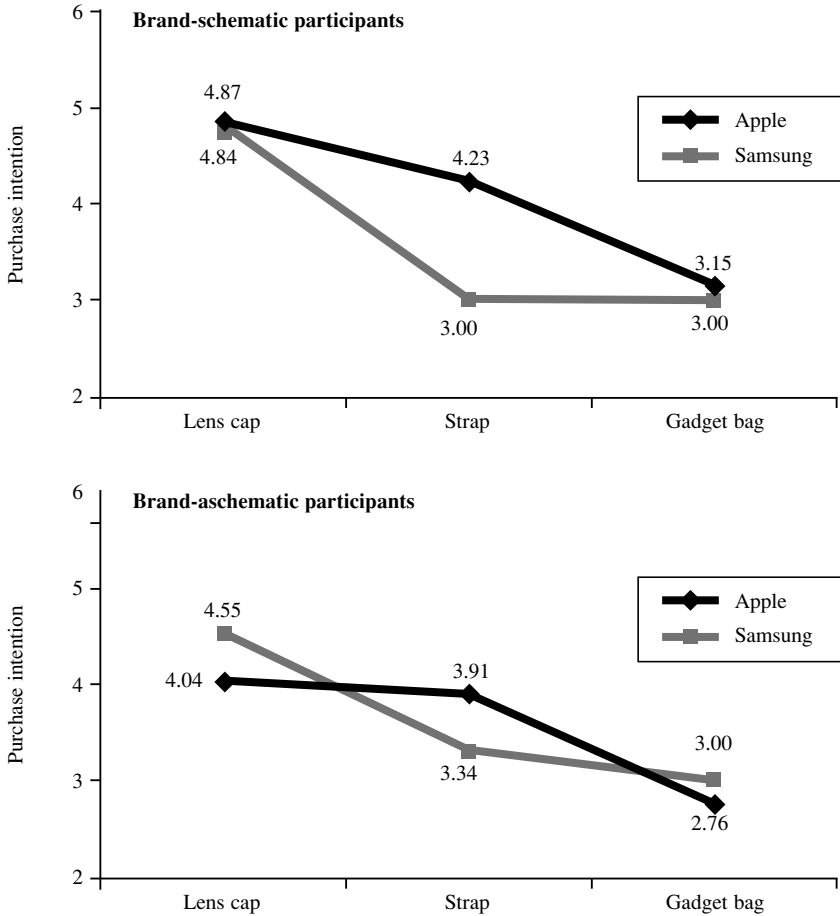 6
Brand-schematic participants
4.87
5
Apple
4.84
4.23
Samsung
4
Purchase intention
3.15
3
3.00
3.00
2
Lens cap Strap Gadget bag
6
Brand-aschematic participants
5
4.55
Apple
Samsung
4
4.04
3.91
Purchase intention
3.00
3
3.34
2.76
2
Lens cap Strap Gadget bag